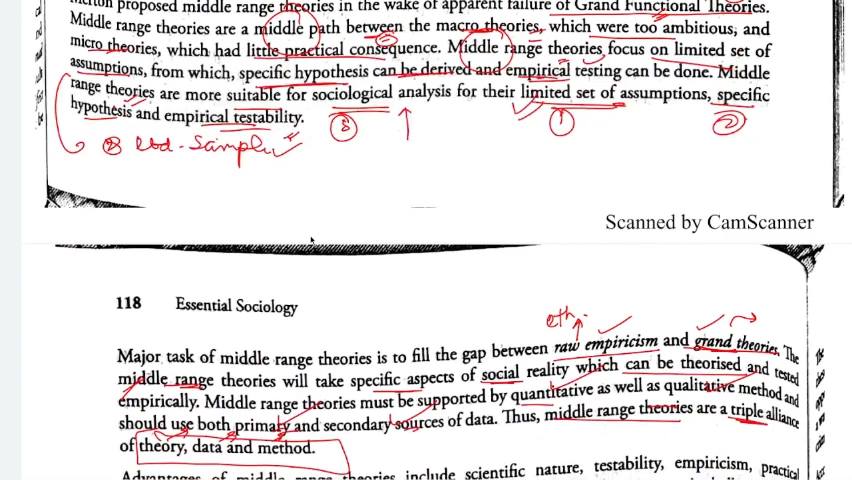 proposed middle range theories in the wake of apparent failure of Grand Functional Theories.
Middle range theories are a middle path between the macro theories, which were too ambitious, and
micro theories, which had little practical consequence. Middle range theories focus on limited set of
assumptions, from which, specific hypothesis can be derived and empirical testing can be done. Middle
range theories are more suitable for sociological analysis for their limited set of assumptions, specific
hypothesis and empirical testability.
3 1 2
Ltd. Sample
Scanned by CamScanner
118 Essential Sociology
eth.
Major task of middle range theories is to fill the gap between raw empiricism and grand theories. The
middle range theories will take specific aspects of social reality which can be theorised and tested
empirically. Middle range theories must be supported by quantitative as well as qualitative method and
should use both primary and secondary sources of data. Thus, middle range theories are a triple alliance
of theory, data and method.
Advantages of middle range theories include scientific nature, testability, empiricism, practical